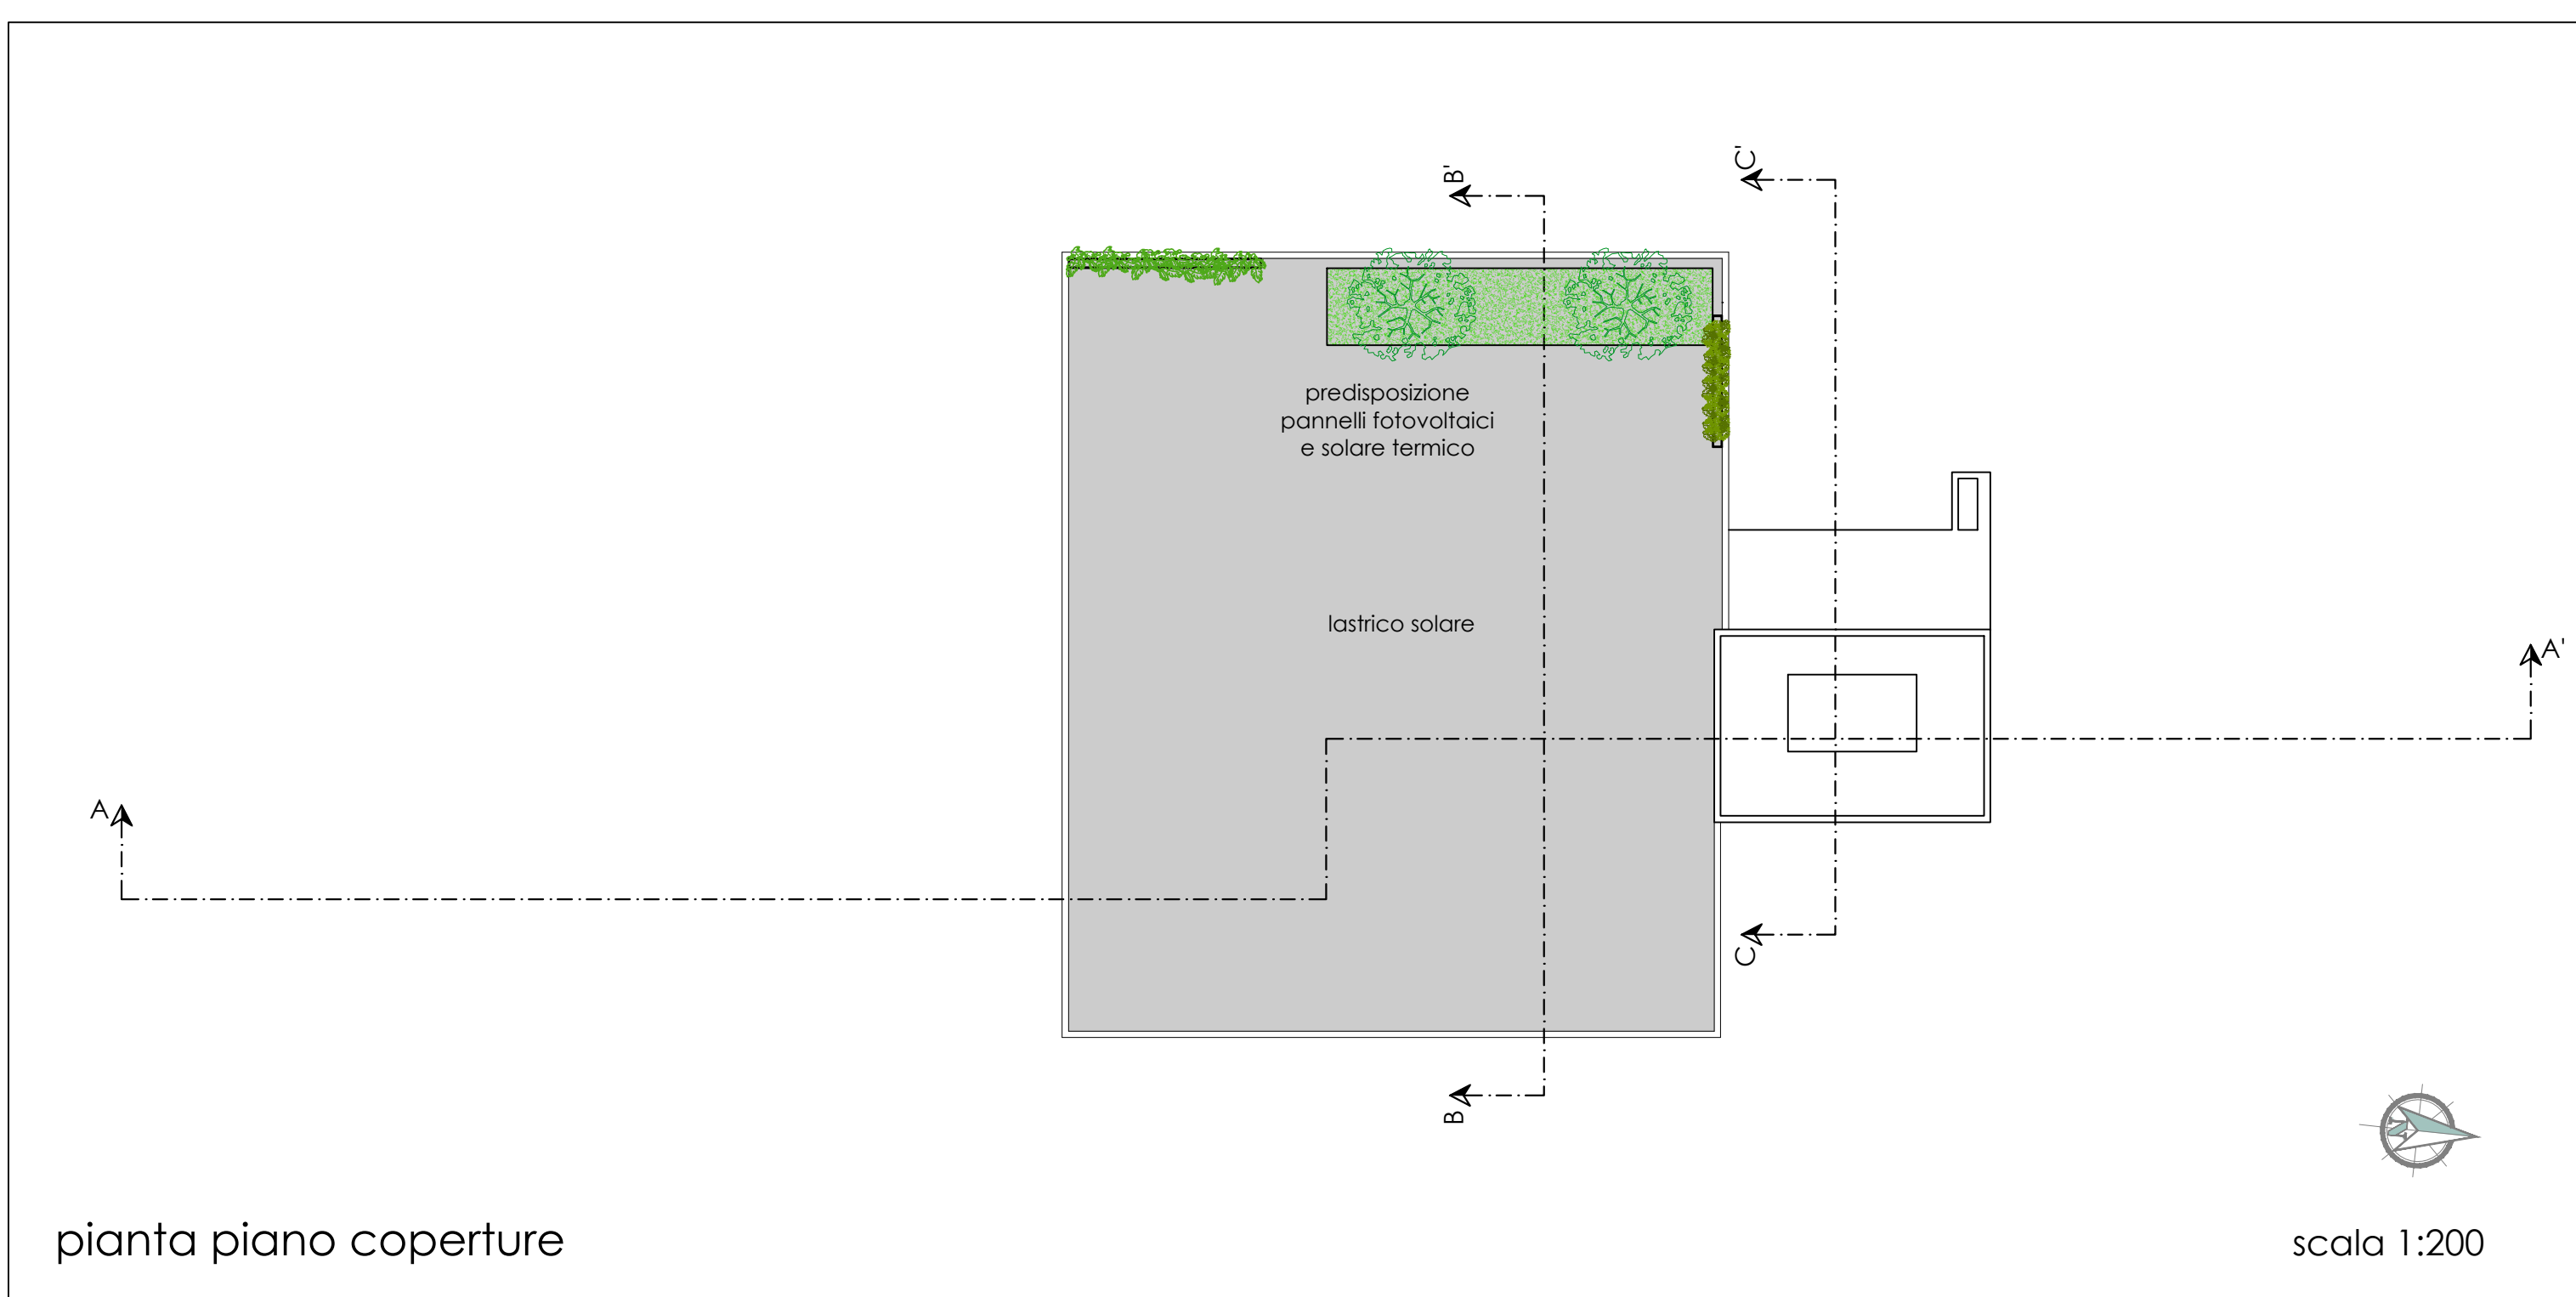 B'
C'
predisposizione
pannelli fotovoltaici
e solare termico
lastrico solare
A'
A
C
B
N
pianta piano coperture
scala 1:200